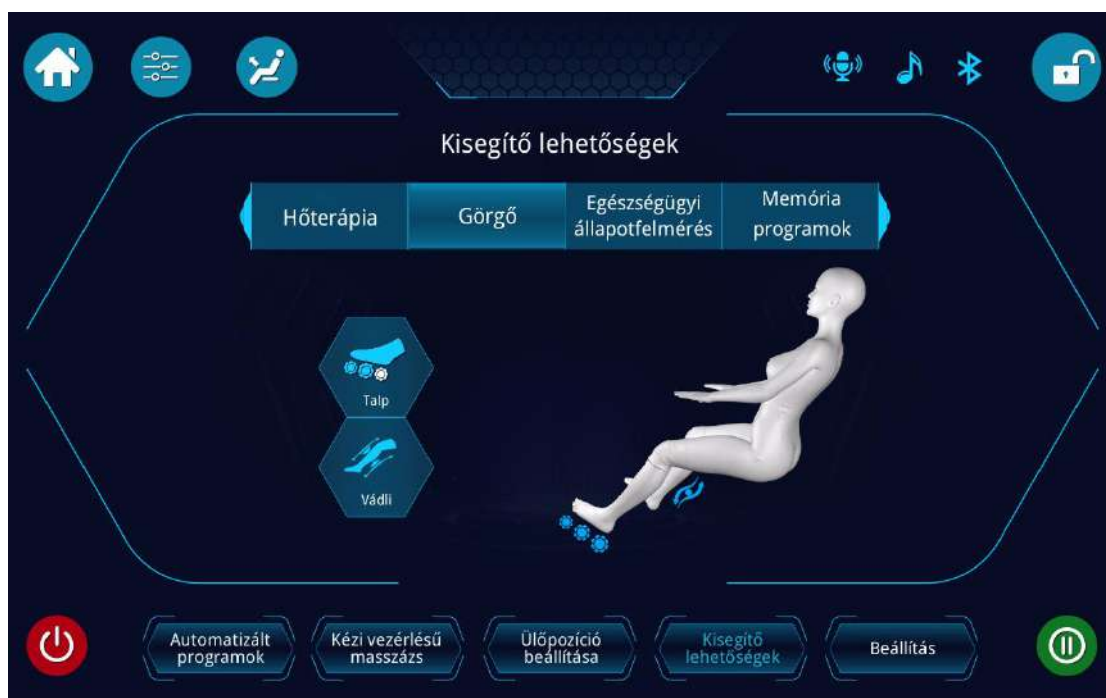 Kisegítő lehetőségek
Hőterápia
Görgő
Egészségügyi
állapotfelmérés
Memória
programok
Talp
Vádli
Automatizált
programok
Kézi vezérlésű
masszázs
Ülőpozíció
beállítása
Kisegítő
lehetőségek
Beállítás